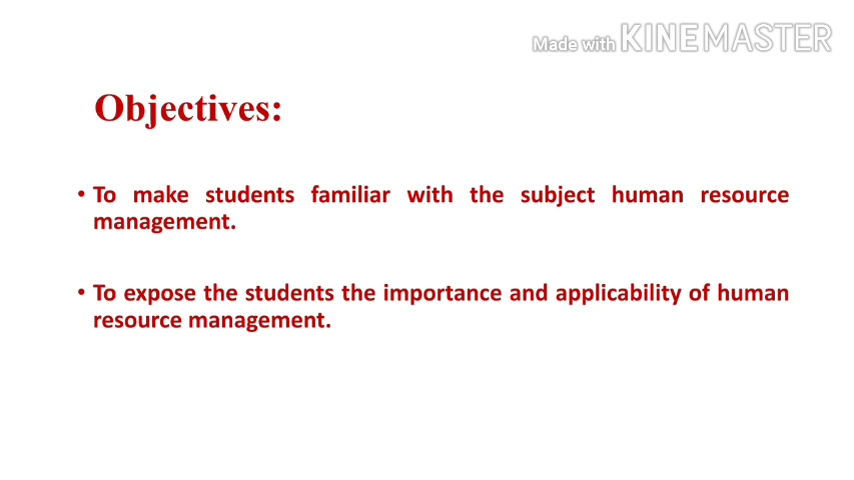 Made with KINEMASTER
Objectives:
• To make students familiar with the subject human resource
management.
• To expose the students the importance and applicability of human
resource management.